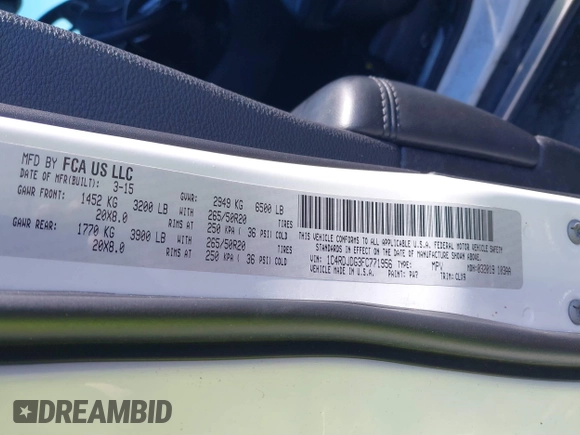 MFD BY FCA US LLC
DATE OF MFR(BUILT): 3-15 GVWR: 2949 KG 6500 LB
GAWR FRONT: 1452 KG 3200 LB WITH 265/50R20
20X8.0 RIMS AT 250 KPA ( 36 PSI) COLD
GAWR REAR: 1770 KG 3900 LB WITH 265/50R20
20X8.0 RIMS AT 250 KPA ( 36 PSI) COLD
THIS VEHICLE CONFORMS TO ALL APPLICABLE U.S.A. FEDERAL MOTOR VEHICLE SAFETY
STANDARDS IN EFFECT ON THE DATE OF MANUFACTURE SHOWN ABOVE.
VIN: 1C4RDJDG3FC771956 TYPE: MPV MDH:032019 103AA
VEHICLE MADE IN U.S.A. PAINT: PW7 TRIM: CLX9
DREAMBID